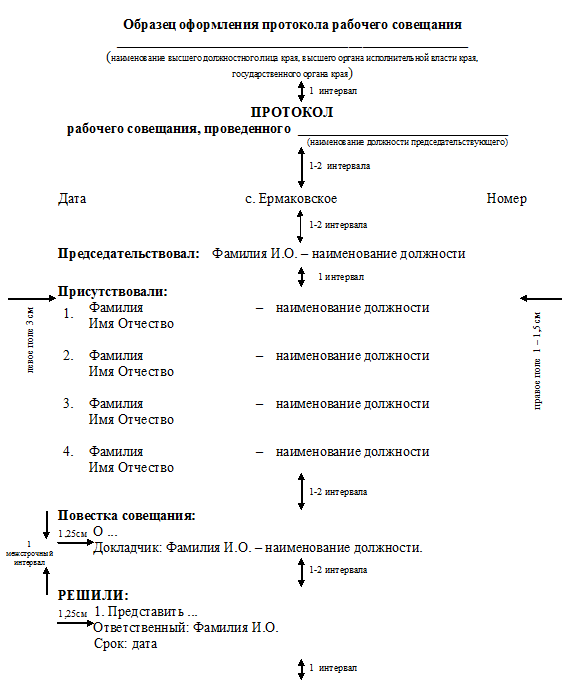 Образец оформления протокола рабочего совещания
(наименование высшего должностного лица края, высшего органа исполнительной власти края,
государственного органа края)
1 интервал
ПРОТОКОЛ
рабочего совещания, проведенного
(наименование должности председательствующего)
1-2 интервала
Дата с. Ермаковское Номер
1-2 интервала
Председательствовал: Фамилия И.О. – наименование должности
1 интервал
Присутствовали:
левое поле 3 см
правое поле 1 – 1,5 см
1. Фамилия – наименование должности
Имя Отчество
2. Фамилия – наименование должности
Имя Отчество
3. Фамилия – наименование должности
Имя Отчество
4. Фамилия – наименование должности
Имя Отчество
1-2 интервала
Повестка совещания:
1,25см О ...
Докладчик: Фамилия И.О. – наименование должности.
1
межстрочный
интервал
1-2 интервала
РЕШИЛИ:
1,25см 1. Представить ...
Ответственный: Фамилия И.О.
Срок: дата
1 интервал